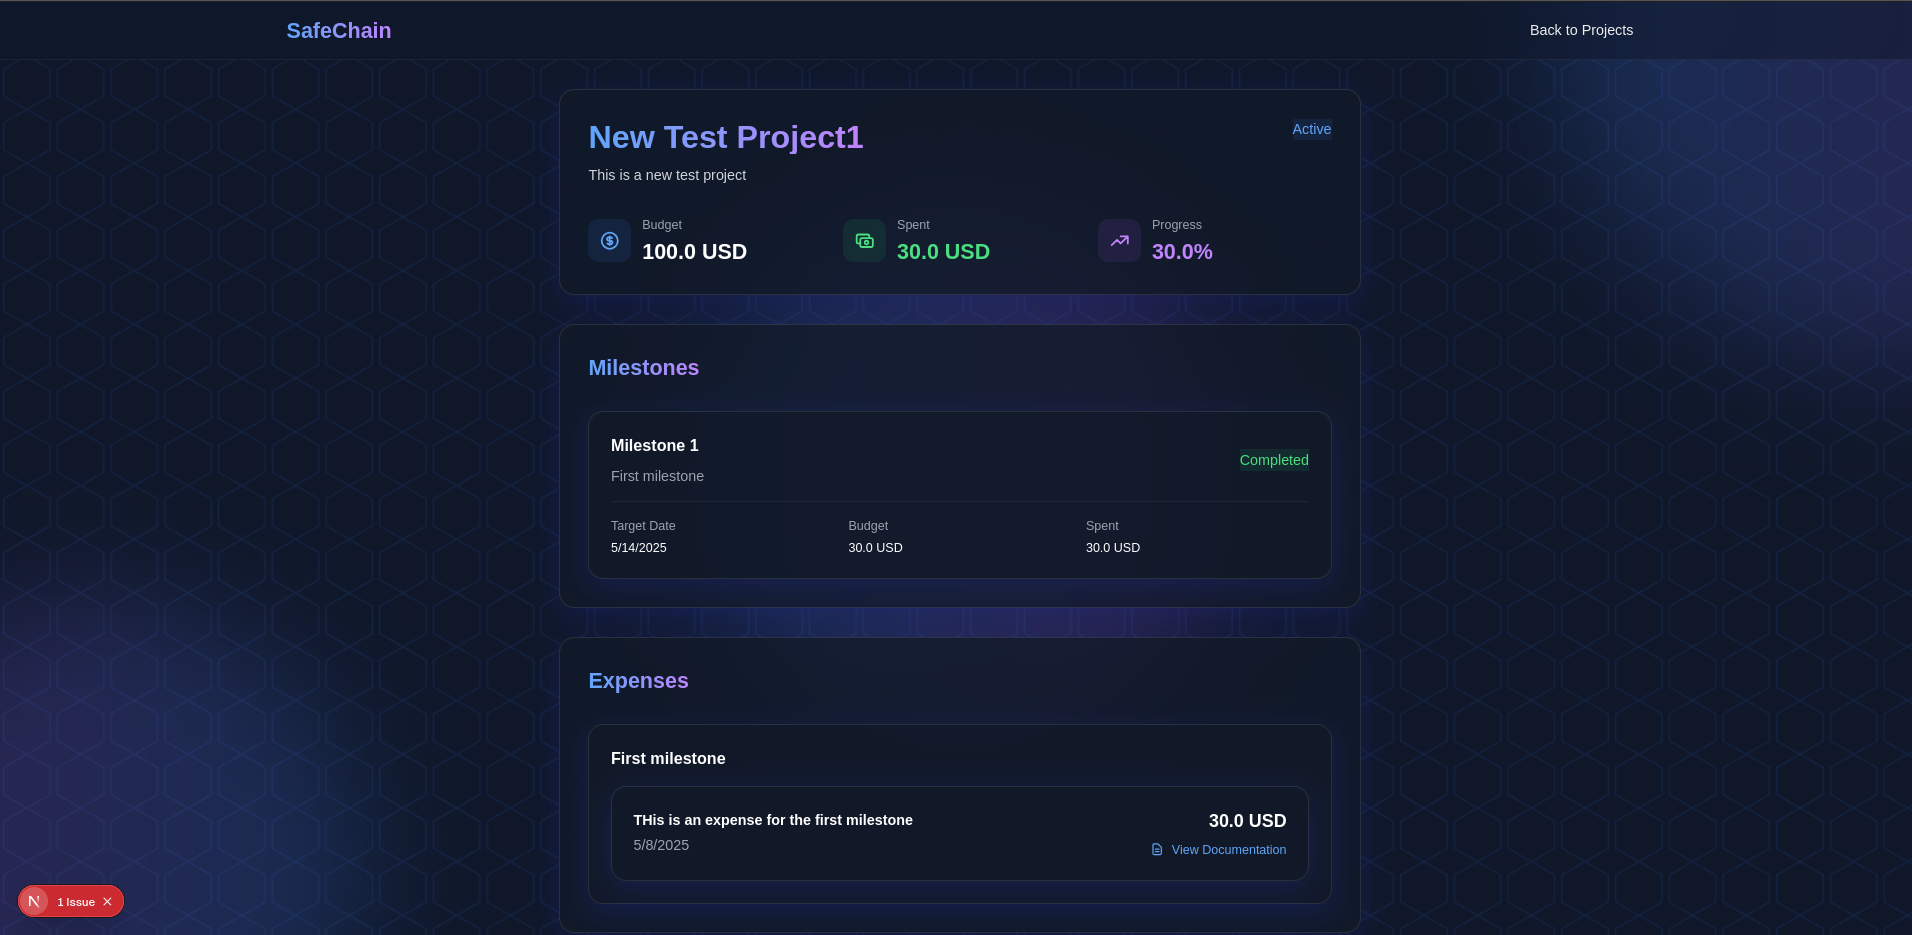 SafeChain
Back to Projects
New Test Project1
Active
This is a new test project
Budget
100.0 USD
Spent
30.0 USD
Progress
30.0%
Milestones
Milestone 1
First milestone
Completed
Target Date
5/14/2025
Budget
30.0 USD
Spent
30.0 USD
Expenses
First milestone
THis is an expense for the first milestone
5/8/2025
30.0 USD
View Documentation
N 1 Issue